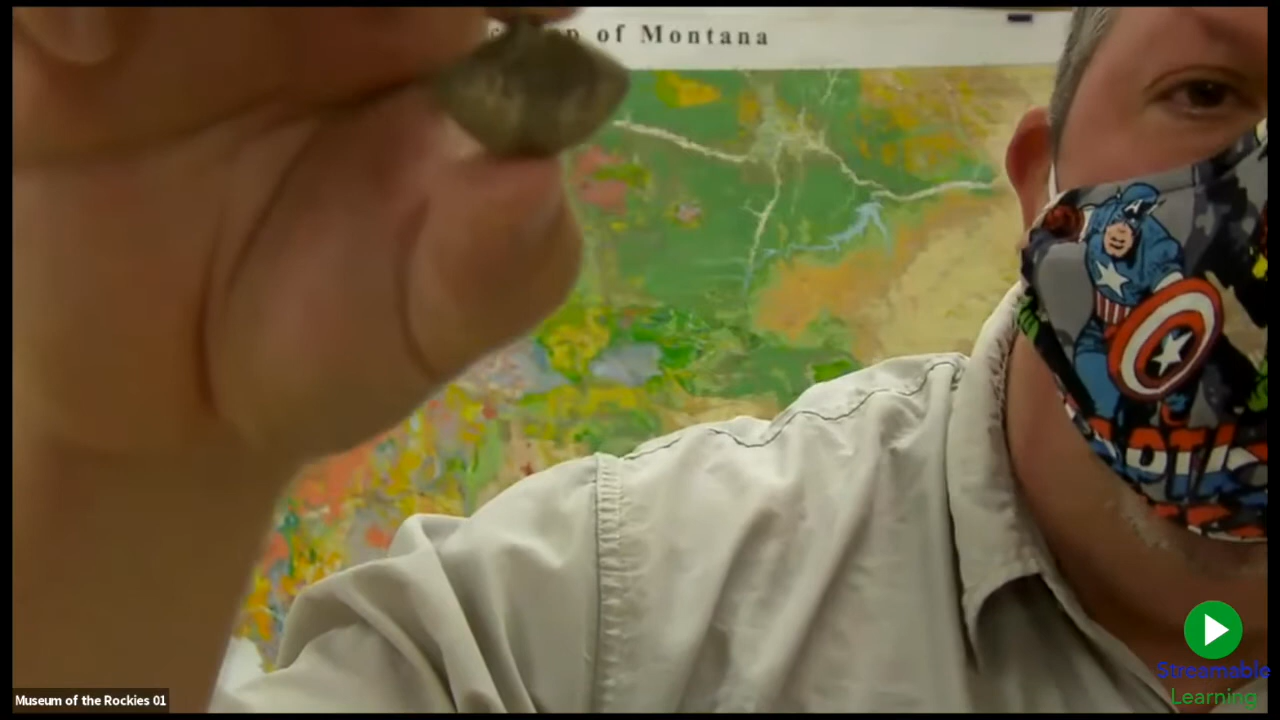 of Montana
Museum of the Rockies 01
Streamable
Learning